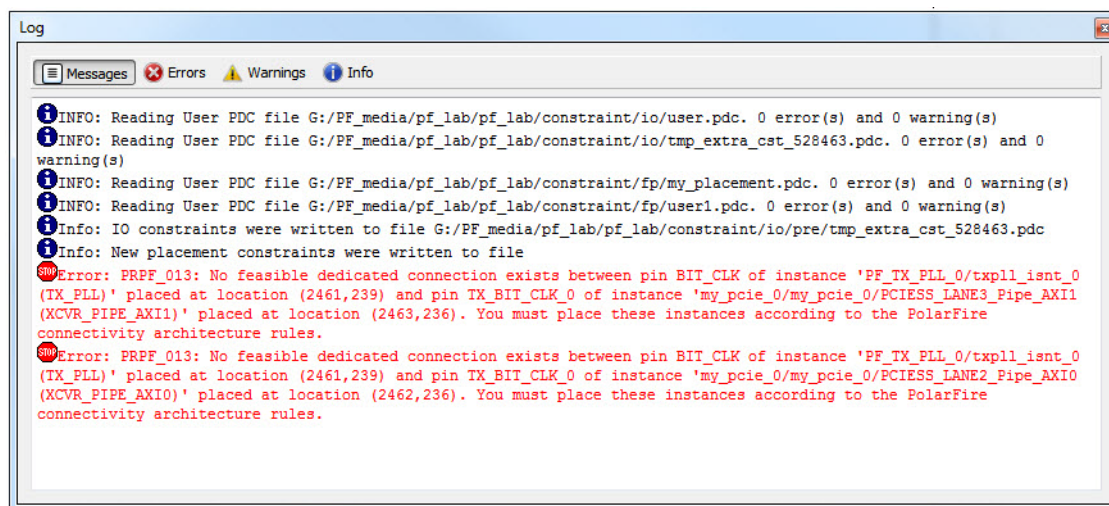 Log
Messages Errors Warnings Info
INFO: Reading User PDC file G:/PF_media/pf_lab/pf_lab/constraint/io/user.pdc. 0 error(s) and 0 warning(s)
INFO: Reading User PDC file G:/PF_media/pf_lab/pf_lab/constraint/io/tmp_extra_cst_528463.pdc. 0 error(s) and 0
warning(s)
INFO: Reading User PDC file G:/PF_media/pf_lab/pf_lab/constraint/fp/my_placement.pdc. 0 error(s) and 0 warning(s)
INFO: Reading User PDC file G:/PF_media/pf_lab/pf_lab/constraint/fp/user1.pdc. 0 error(s) and 0 warning(s)
Info: IO constraints were written to file G:/PF_media/pf_lab/pf_lab/constraint/io/pre/tmp_extra_cst_528463.pdc
Info: New placement constraints were written to file
STOP Error: PRPF_013: No feasible dedicated connection exists between pin BIT_CLK of instance 'PF_TX_PLL_0/txpll_isnt_0
(TX_PLL)' placed at location (2461,239) and pin TX_BIT_CLK_0 of instance 'my_pcie_0/my_pcie_0/PCIESS_LANE3_Pipe_AXI1
(XCVR_PIPE_AXI1)' placed at location (2463,236). You must place these instances according to the PolarFire
connectivity architecture rules.
STOP Error: PRPF_013: No feasible dedicated connection exists between pin BIT_CLK of instance 'PF_TX_PLL_0/txpll_isnt_0
(TX_PLL)' placed at location (2461,239) and pin TX_BIT_CLK_0 of instance 'my_pcie_0/my_pcie_0/PCIESS_LANE2_Pipe_AXI0
(XCVR_PIPE_AXI0)' placed at location (2462,236). You must place these instances according to the PolarFire
connectivity architecture rules.